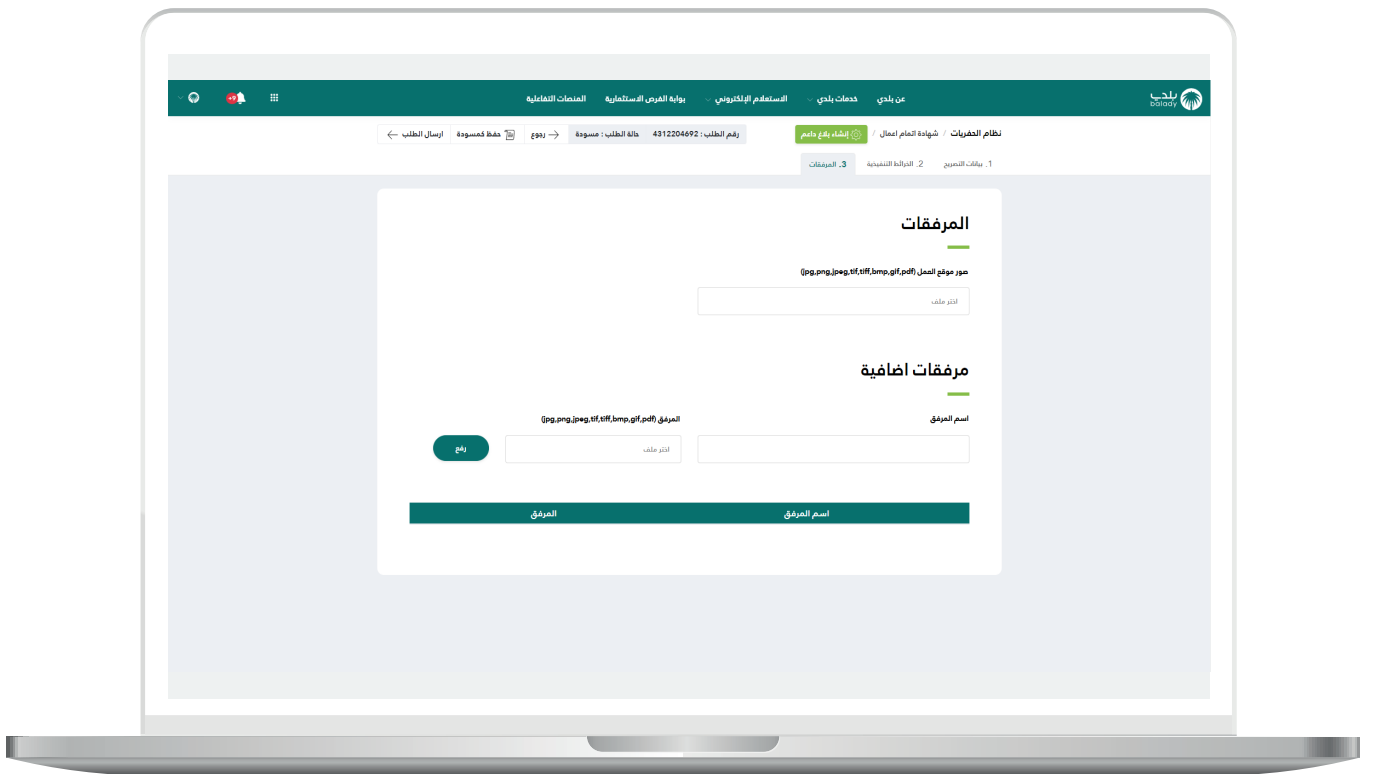 بلدي
balady
عن بلدي خدمات بلدي الاستعلام الإلكتروني بوابة الفرص الاستثمارية المنصات التفاعلية
+9
نظام الحفريات / شهادة اتمام اعمال / إنشاء بلاغ داعم
رقم الطلب : 4312204692 حالة الطلب : مسودة
رجوع حفظ كمسودة ارسال الطلب
1. بيانات التصريح 2. الخرائط التنفيذية 3. المرفقات
المرفقات
صور موقع العمل (jpg,png,jpeg,tif,tiff,bmp,gif,pdf)
اختر ملف
مرفقات اضافية
اسم المرفق المرفق (jpg,png,jpeg,tif,tiff,bmp,gif,pdf)
اختر ملف رفع
اسم المرفق المرفق